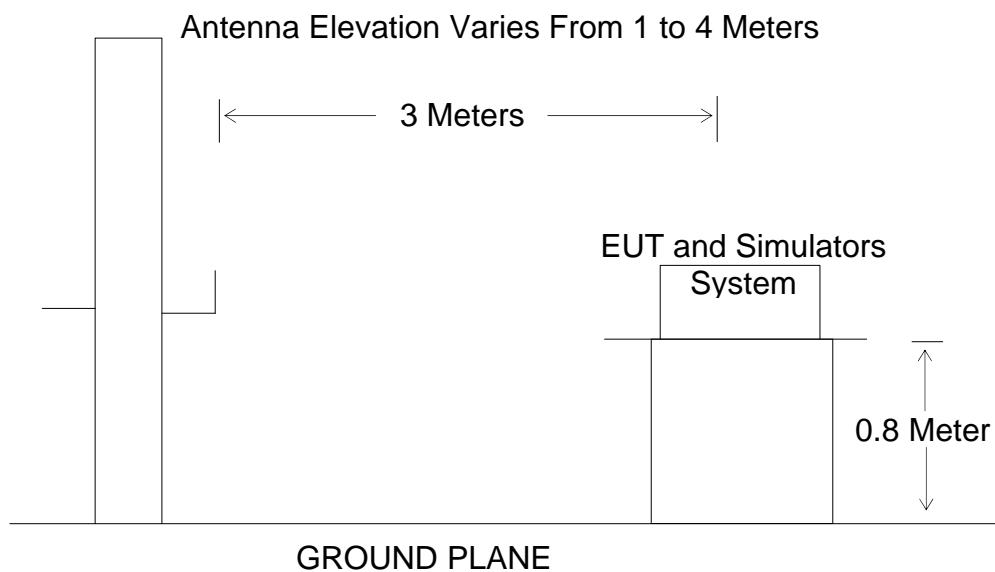 Antenna Elevation Varies From 1 to 4 Meters
3 Meters
EUT and Simulators
System
0.8 Meter
GROUND PLANE